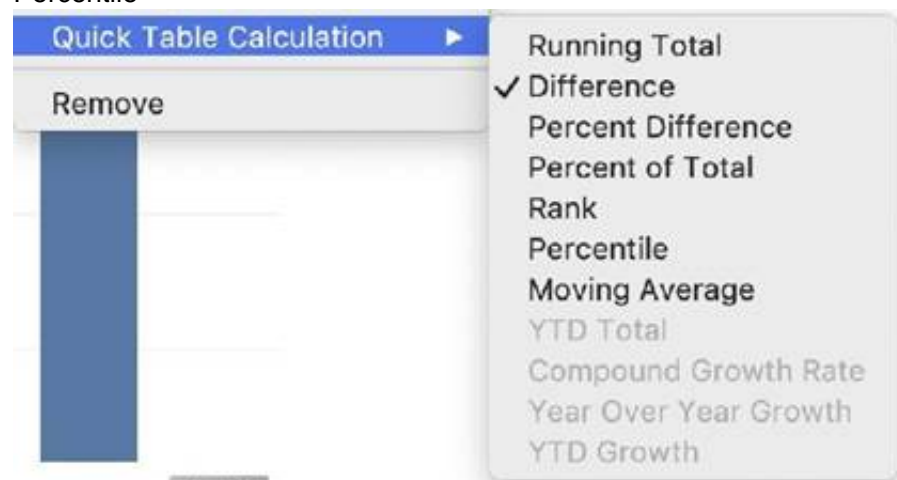 Percentile
Quick Table Calculation
Remove
Running Total
✓ Difference
Percent Difference
Percent of Total
Rank
Percentile
Moving Average
YTD Total
Compound Growth Rate
Year Over Year Growth
YTD Growth